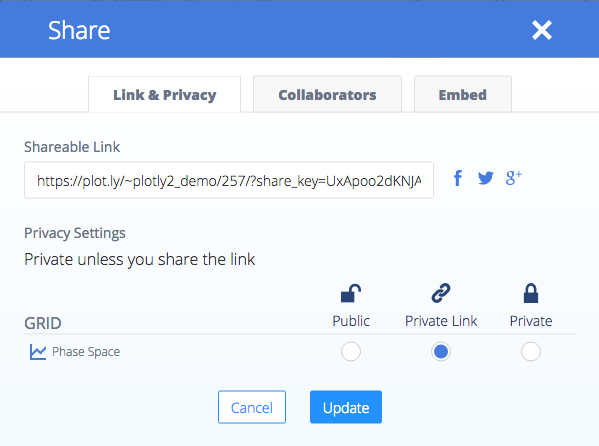 Share
Link & Privacy
Collaborators
Embed
Shareable Link
https://plot.ly/~plotly2_demo/257/?share_key=UxApoo2dKNJA
Privacy Settings
Private unless you share the link
GRID
Public
Private Link
Private
Phase Space
Cancel
Update